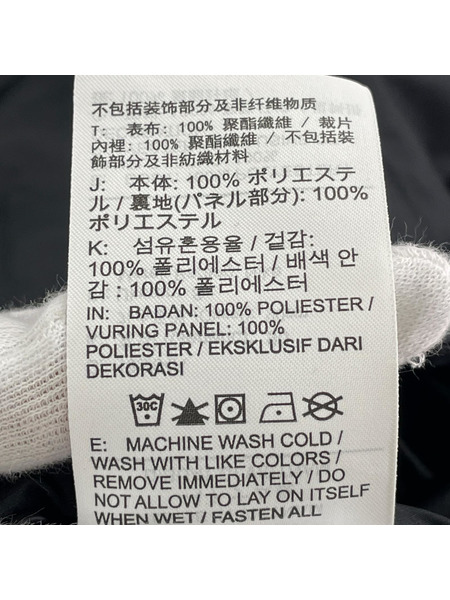 不包括装饰部分及非纤维物质
T: 表布: 100% 聚酯纖維 / 裁片
內裡: 100% 聚酯纖維 / 不包括裝
飾部分及非紡織材料
J: 本体: 100% ポリエステ
ル / 裏地(パネル部分): 100%
ポリエステル
K: 섬유혼용율 / 겉감:
100% 폴리에스터 / 배색 안
감 : 100% 폴리에스터
IN: BADAN: 100% POLIESTER /
VURING PANEL: 100%
POLIESTER / EKSKLUSIF DARI
DEKORASI
30C
E: MACHINE WASH COLD /
WASH WITH LIKE COLORS /
REMOVE IMMEDIATELY / DO
NOT ALLOW TO LAY ON ITSELF
WHEN WET / FASTEN ALL